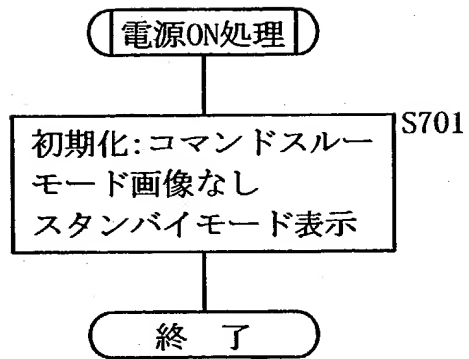 電源ON処理
S701
初期化:コマンドスルー
モード画像なし
スタンバイモード表示
終 了